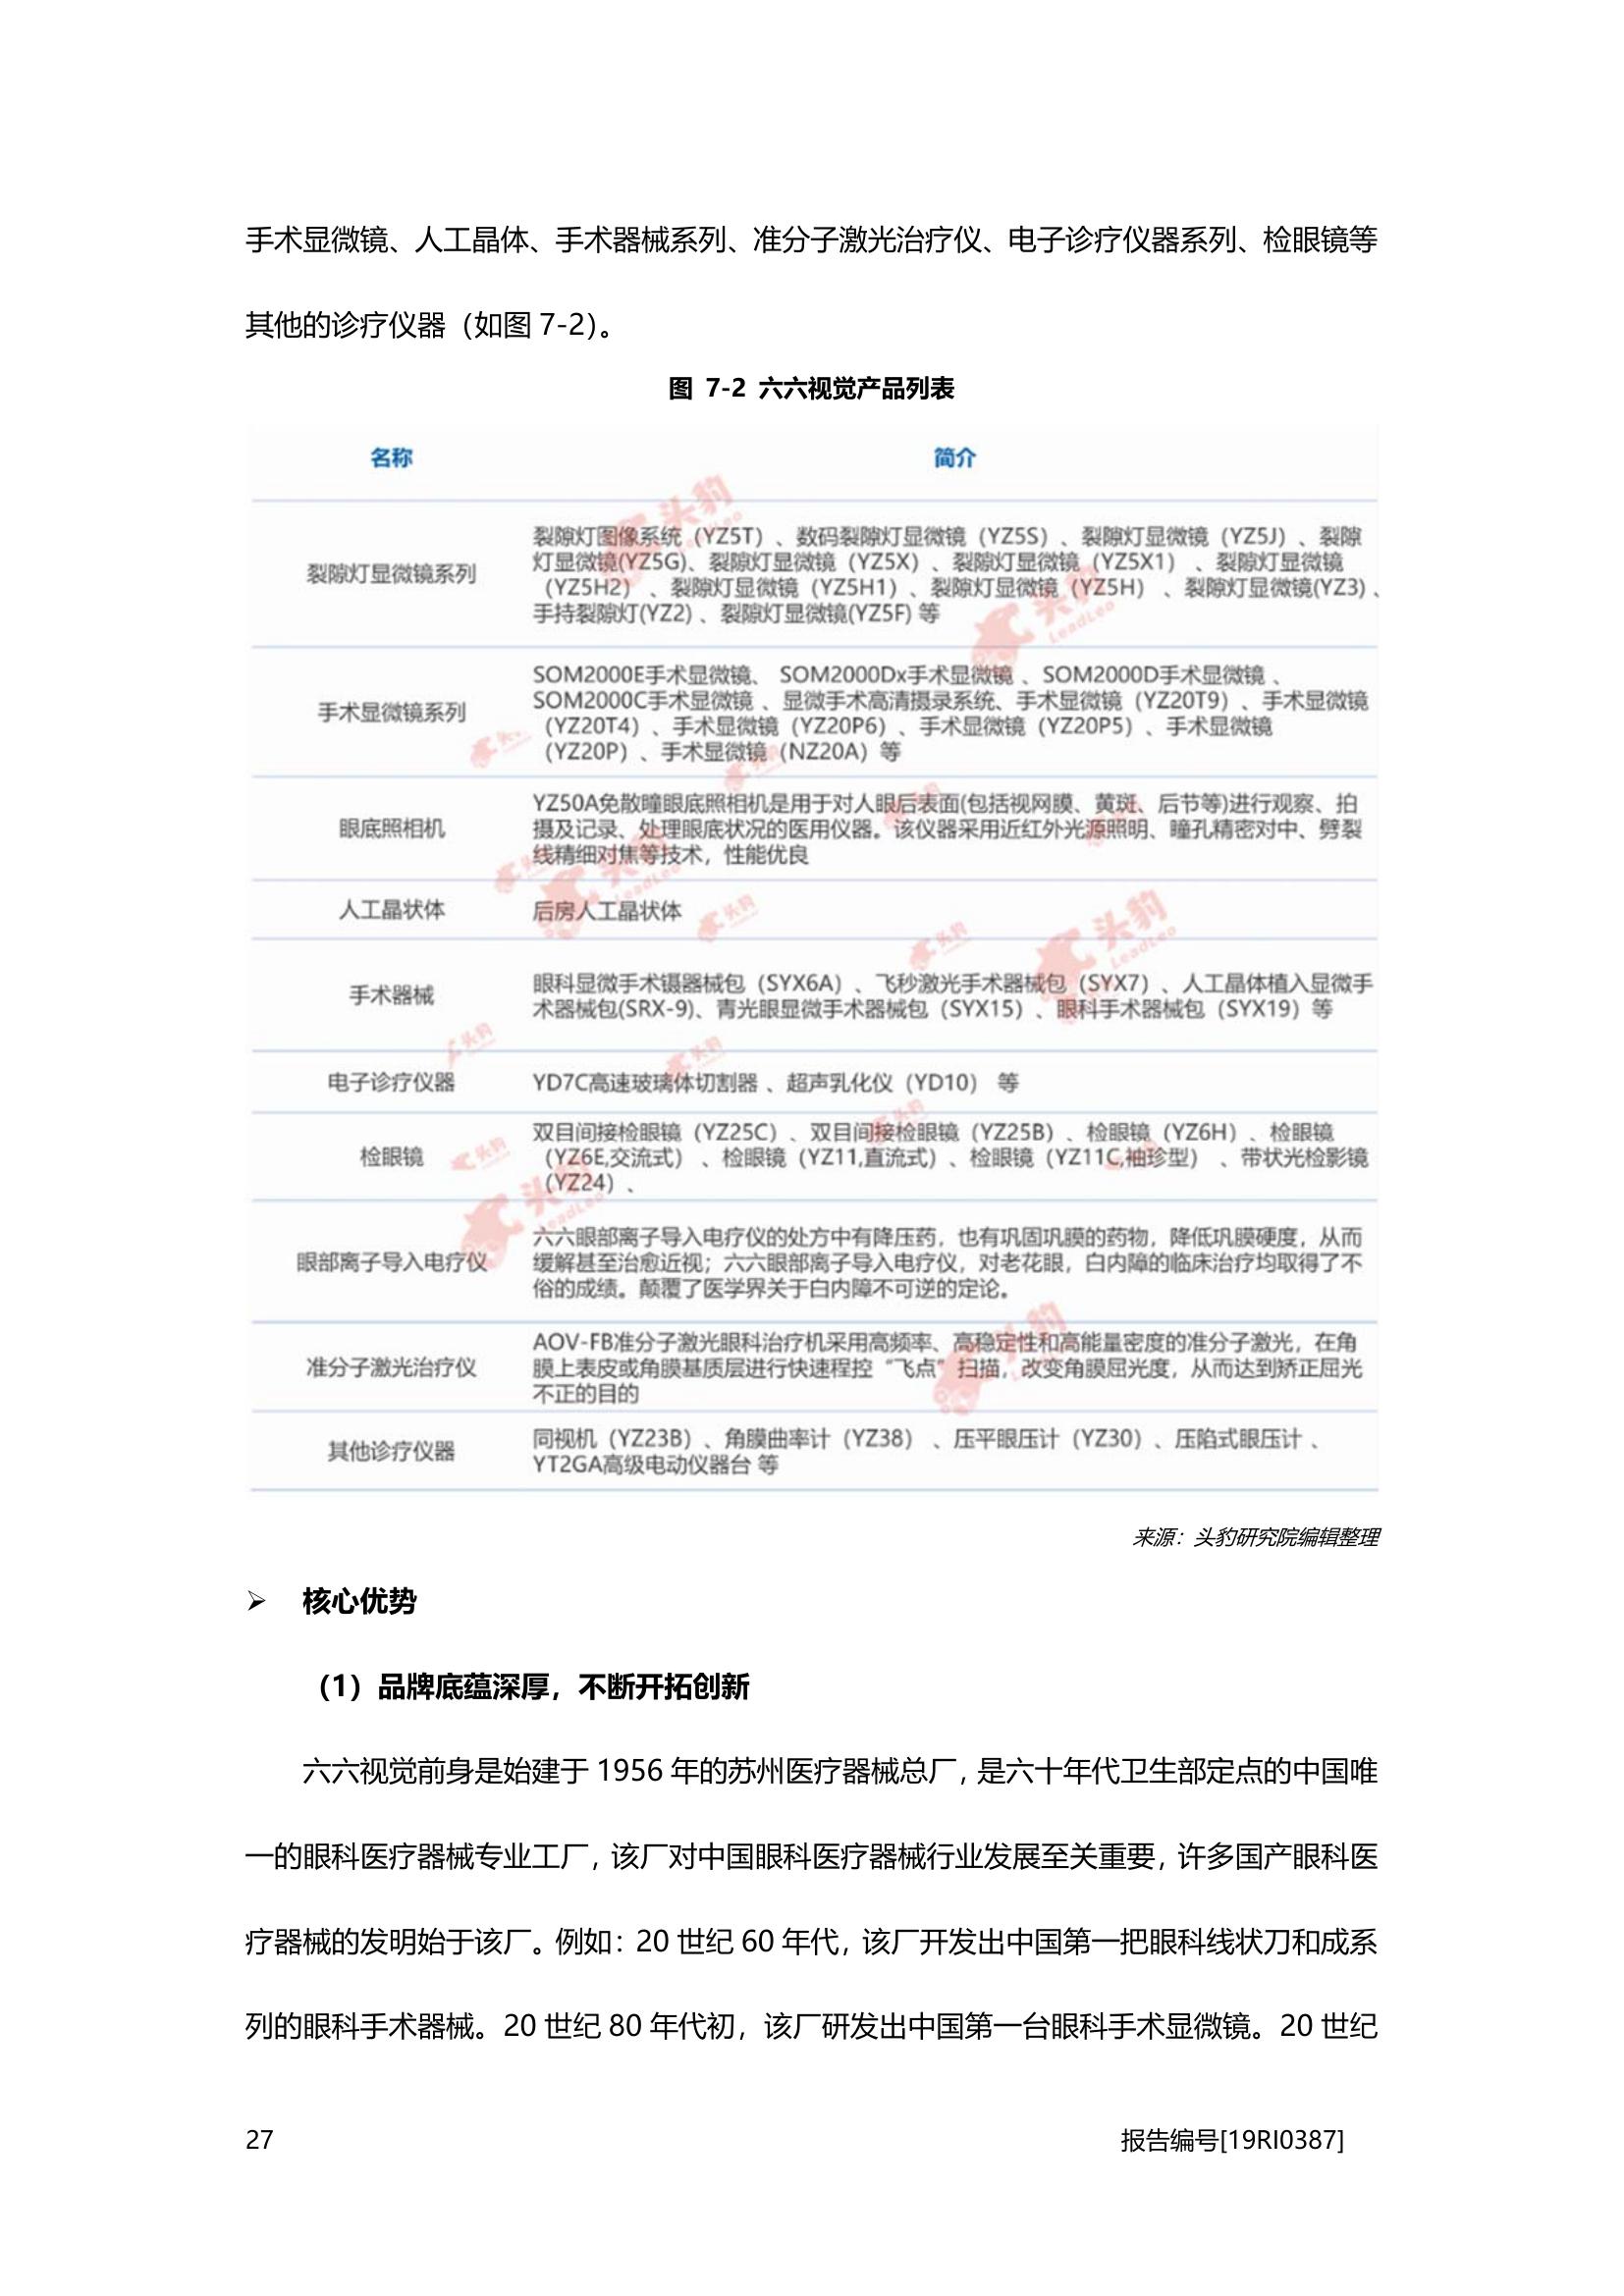 手术显微镜、人工晶体、手术器械系列、准分子激光治疗仪、电子诊疗仪器系列、检眼镜等
其他的诊疗仪器（如图 7-2）。
图 7-2 六六视觉产品列表
名称 简介
裂隙灯显微镜系列
裂隙灯图像系统（YZ5T）、数码裂隙灯显微镜（YZ5S）、裂隙灯显微镜（YZ5J）、裂隙
灯显微镜(YZ5G)、裂隙灯显微镜（YZ5X）、裂隙灯显微镜（YZ5X1）、裂隙灯显微镜
（YZ5H2）、裂隙灯显微镜（YZ5H1）、裂隙灯显微镜（YZ5H）、裂隙灯显微镜(YZ3)、
手持裂隙灯(YZ2)、裂隙灯显微镜(YZ5F) 等
手术显微镜系列
SOM2000E手术显微镜、 SOM2000Dx手术显微镜 、SOM2000D手术显微镜 、
SOM2000C手术显微镜 、显微手术高清摄录系统、手术显微镜（YZ20T9）、手术显微镜
（YZ20T4）、手术显微镜（YZ20P6）、手术显微镜（YZ20P5）、手术显微镜
（YZ20P）、手术显微镜（NZ20A）等
眼底照相机
YZ50A免散瞳眼底照相机是用于对人眼后表面(包括视网膜、黄斑、后节等)进行观察、拍
摄及记录、处理眼底状况的医用仪器。该仪器采用近红外光源照明、瞳孔精密对中、劈裂
线精细对焦等技术，性能优良
人工晶状体
后房人工晶状体
手术器械
眼科显微手术镊器械包（SYX6A）、飞秒激光手术器械包（SYX7）、人工晶体植入显微手
术器械包(SRX-9)、青光眼显微手术器械包（SYX15）、眼科手术器械包（SYX19）等
电子诊疗仪器
YD7C高速玻璃体切割器 、超声乳化仪（YD10） 等
检眼镜
双目间接检眼镜（YZ25C）、双目间接检眼镜（YZ25B）、检眼镜（YZ6H）、检眼镜
（YZ6E,交流式）、检眼镜（YZ11,直流式）、检眼镜（YZ11C,袖珍型）、带状光检影镜
（YZ24）、
眼部离子导入电疗仪
六六眼部离子导入电疗仪的处方中有降压药，也有巩固巩膜的药物，降低巩膜硬度，从而
缓解甚至治愈近视；六六眼部离子导入电疗仪，对老花眼，白内障的临床治疗均取得了不
俗的成绩。颠覆了医学界关于白内障不可逆的定论。
准分子激光治疗仪
AOV-FB准分子激光眼科治疗机采用高频率、高稳定性和高能量密度的准分子激光，在角
膜上表皮或角膜基质层进行快速程控“飞点”扫描，改变角膜屈光度，从而达到矫正屈光
不正的目的
其他诊疗仪器
同视机（YZ23B）、角膜曲率计（YZ38）、压平眼压计（YZ30）、压陷式眼压计 、
YT2GA高级电动仪器台 等
来源：头豹研究院编辑整理
➢ 核心优势
（1）品牌底蕴深厚，不断开拓创新
六六视觉前身是始建于 1956 年的苏州医疗器械总厂，是六十年代卫生部定点的中国唯
一的眼科医疗器械专业工厂，该厂对中国眼科医疗器械行业发展至关重要，许多国产眼科医
疗器械的发明始于该厂。例如：20 世纪 60 年代，该厂开发出中国第一把眼科线状刀和成系
列的眼科手术器械。20 世纪 80 年代初，该厂研发出中国第一台眼科手术显微镜。20 世纪
27 报告编号[19RI0387]